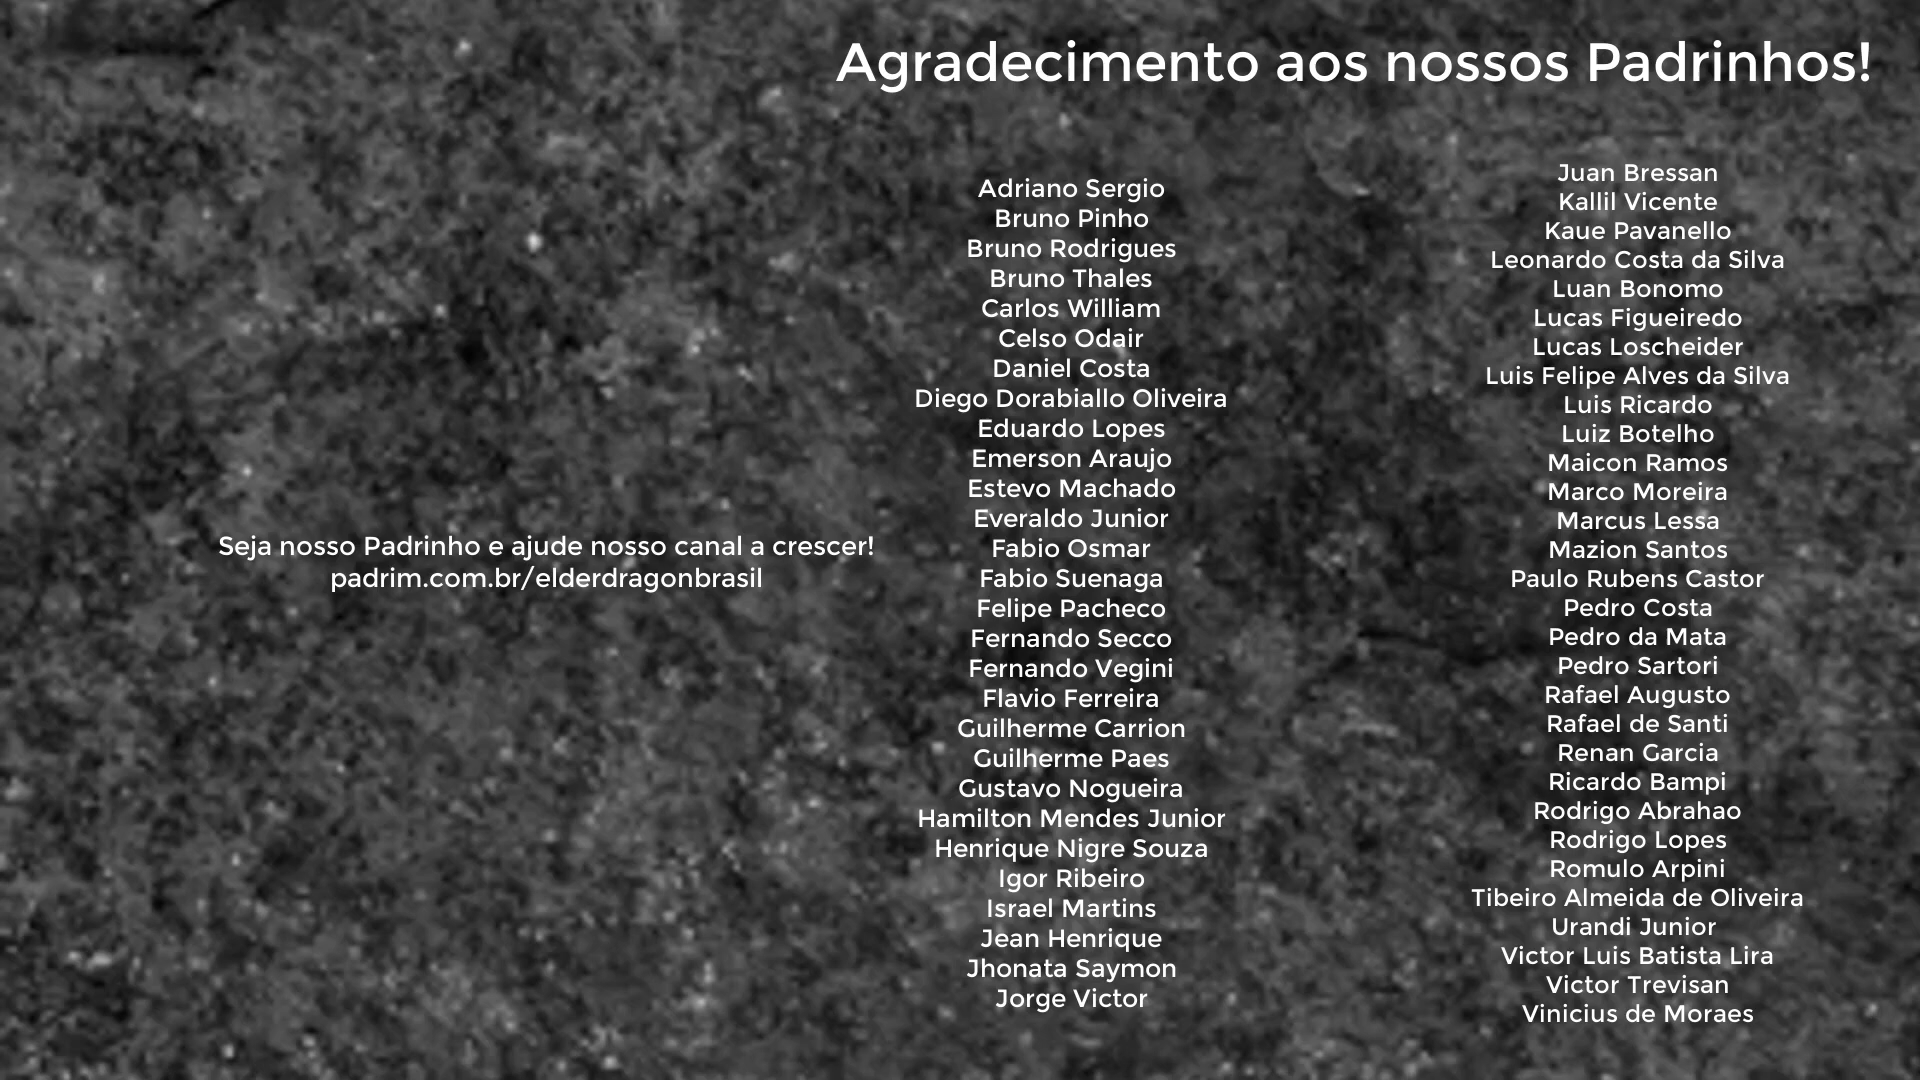 Agradecimento aos nossos Padrinhos!
Seja nosso Padrinho e ajude nosso canal a crescer!
padrim.com.br/elderdragonbrasil
Adriano Sergio
Bruno Pinho
Bruno Rodrigues
Bruno Thales
Carlos William
Celso Odair
Daniel Costa
Diego Dorabiallo Oliveira
Eduardo Lopes
Emerson Araujo
Estevo Machado
Everaldo Junior
Fabio Osmar
Fabio Suenaga
Felipe Pacheco
Fernando Secco
Fernando Vegini
Flavio Ferreira
Guilherme Carrion
Guilherme Paes
Gustavo Nogueira
Hamilton Mendes Junior
Henrique Nigre Souza
Igor Ribeiro
Israel Martins
Jean Henrique
Jhonata Saymon
Jorge Victor
Juan Bressan
Kallil Vicente
Kaue Pavanello
Leonardo Costa da Silva
Luan Bonomo
Lucas Figueiredo
Lucas Loscheider
Luis Felipe Alves da Silva
Luis Ricardo
Luiz Botelho
Maicon Ramos
Marco Moreira
Marcus Lessa
Mazion Santos
Paulo Rubens Castor
Pedro Costa
Pedro da Mata
Pedro Sartori
Rafael Augusto
Rafael de Santi
Renan Garcia
Ricardo Bampi
Rodrigo Abrahao
Rodrigo Lopes
Romulo Arpini
Tibeiro Almeida de Oliveira
Urandi Junior
Victor Luis Batista Lira
Victor Trevisan
Vinicius de Moraes